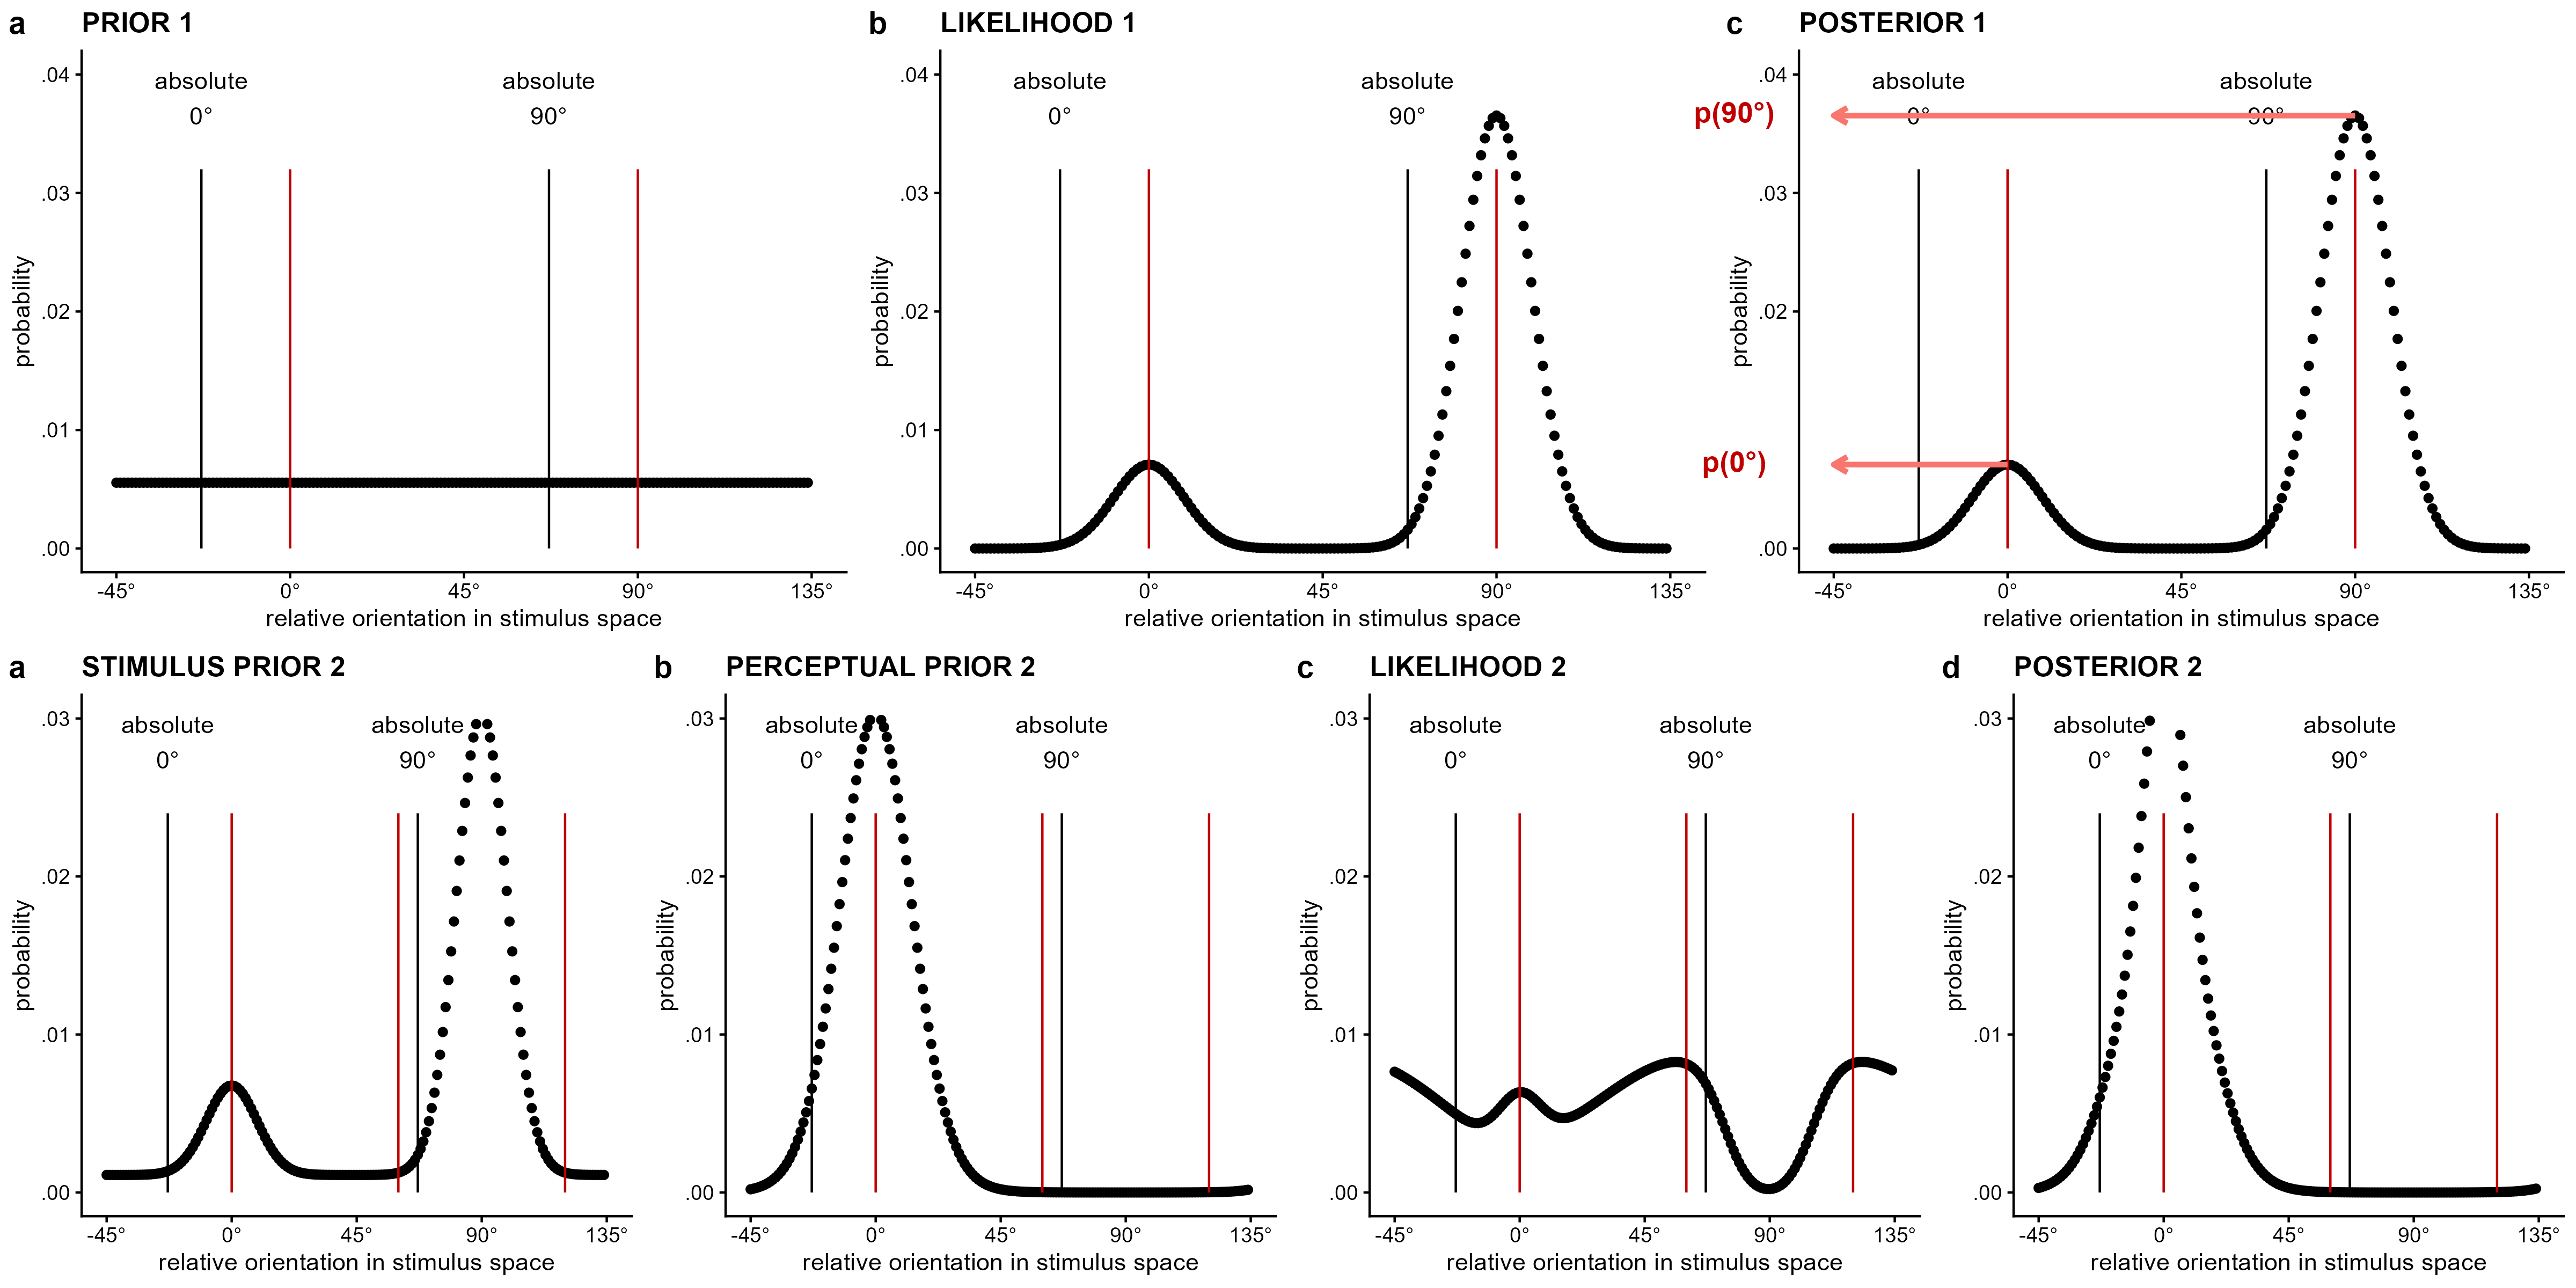 a PRIOR 1
.04
.03
.02
.01
.00
probability
absolute
0°
absolute
90°
-45° 0° 45° 90° 135°
relative orientation in stimulus space
b LIKELIHOOD 1
.04
.03
.02
.01
.00
probability
absolute
0°
absolute
90°
-45° 0° 45° 90° 135°
relative orientation in stimulus space
c POSTERIOR 1
.04
.03
.02
.01
.00
probability
absolute
0°
absolute
90°
p(90°)
p(0°)
-45° 0° 45° 90° 135°
relative orientation in stimulus space
a STIMULUS PRIOR 2
.03
.02
.01
.00
probability
absolute
0°
absolute
90°
-45° 0° 45° 90° 135°
relative orientation in stimulus space
b PERCEPTUAL PRIOR 2
.03
.02
.01
.00
probability
absolute
0°
absolute
90°
-45° 0° 45° 90° 135°
relative orientation in stimulus space
c LIKELIHOOD 2
.03
.02
.01
.00
probability
absolute
0°
absolute
90°
-45° 0° 45° 90° 135°
relative orientation in stimulus space
d POSTERIOR 2
.03
.02
.01
.00
probability
absolute
0°
absolute
90°
-45° 0° 45° 90° 135°
relative orientation in stimulus space